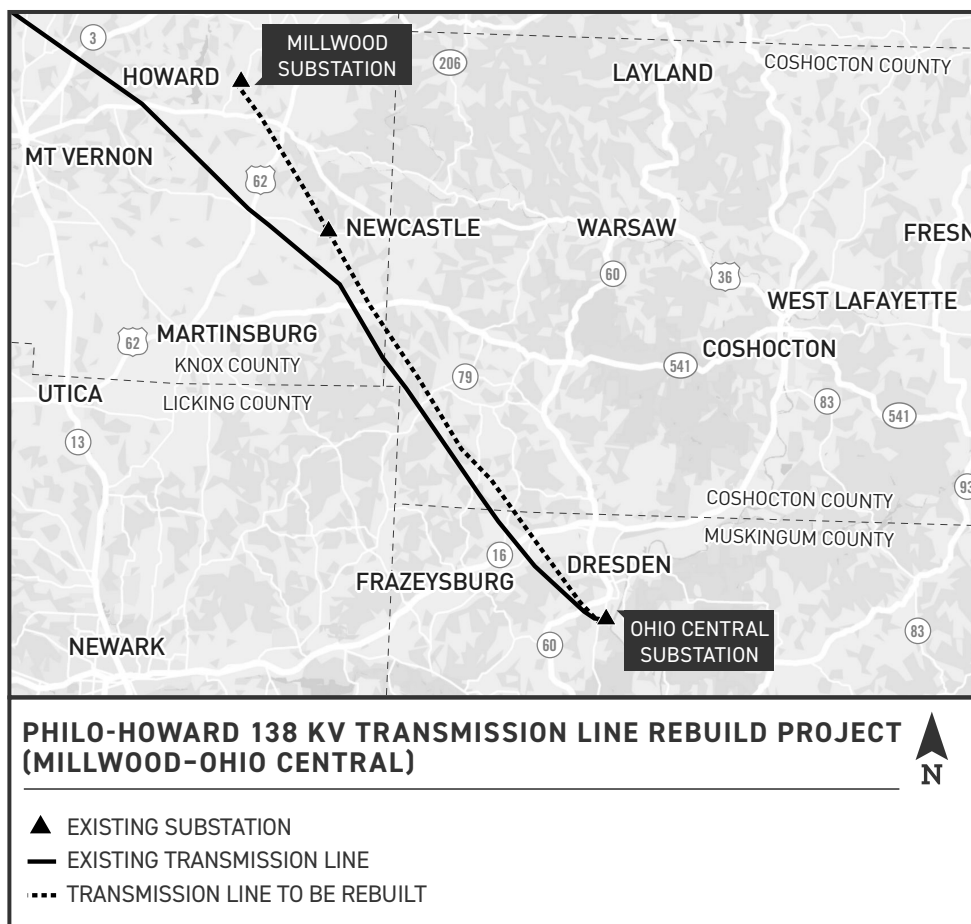 3
MILLWOOD
SUBSTATION
HOWARD
206
LAYLAND
COSHOCTON COUNTY
MT VERNON
62
NEWCASTLE
WARSAW
FRESN
60
36
WEST LAFAYETTE
62
MARTINSBURG
KNOX COUNTY
COSHOCTON
541
79
UTICA
LICKING COUNTY
83
541
13
93
COSHOCTON COUNTY
MUSKINGUM COUNTY
16
DRESDEN
FRAZEYSBURG
OHIO CENTRAL
SUBSTATION
83
60
NEWARK
PHILO-HOWARD 138 KV TRANSMISSION LINE REBUILD PROJECT
(MILLWOOD–OHIO CENTRAL)
N
EXISTING SUBSTATION
EXISTING TRANSMISSION LINE
TRANSMISSION LINE TO BE REBUILT